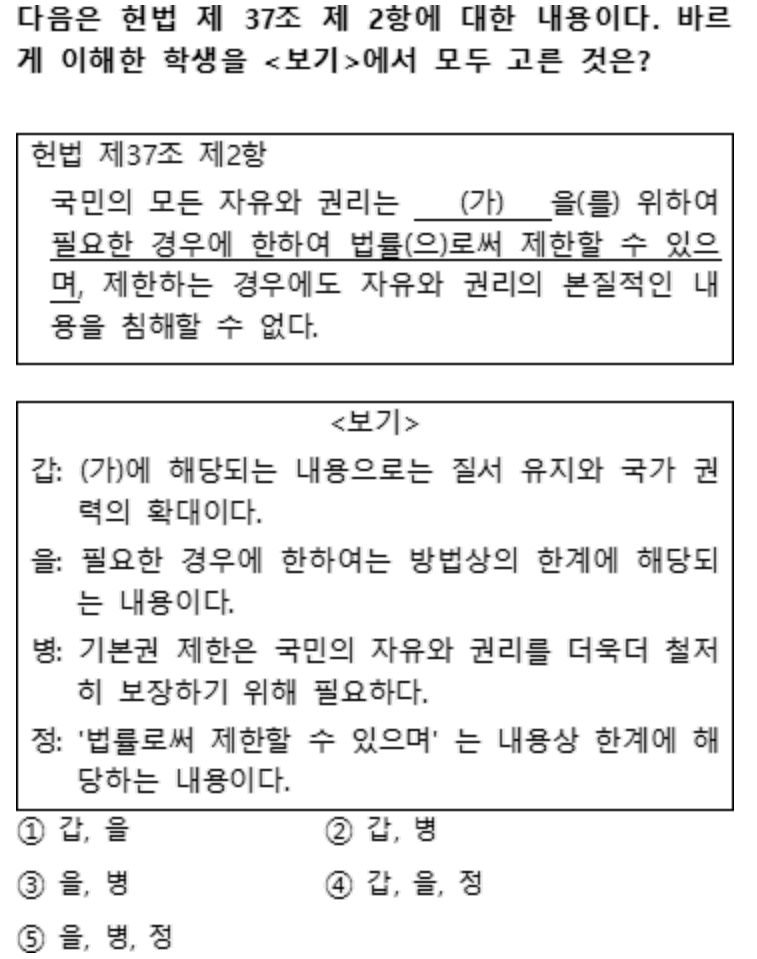 다음은 헌법 제 37조 제 2항에 대한 내용이다. 바르
게 이해한 학생을 <보기>에서 모두 고른 것은?
헌법 제37조 제2항
국민의 모든 자유와 권리는 (가) 을(를) 위하여
필요한 경우에 한하여 법률(으)로써 제한할 수 있으
며, 제한하는 경우에도 자유와 권리의 본질적인 내
용을 침해할 수 없다.
<보기>
갑: (가)에 해당되는 내용으로는 질서 유지와 국가 권
력의 확대이다.
을: 필요한 경우에 한하여는 방법상의 한계에 해당되
는 내용이다.
병: 기본권 제한은 국민의 자유와 권리를 더욱더 철저
히 보장하기 위해 필요하다.
정: '법률로써 제한할 수 있으며' 는 내용상 한계에 해
당하는 내용이다.
① 갑, 을 ② 갑, 병
③ 을, 병 ④ 갑, 을, 정
⑤ 을, 병, 정